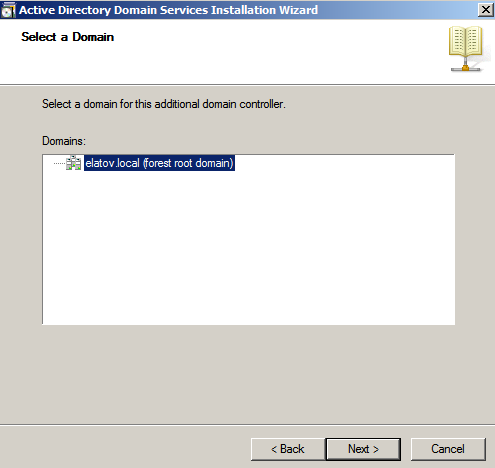 Active Directory Domain Services Installation Wizard
Select a Domain
Select a domain for this additional domain controller.
Domains:
elatov.local (forest root domain)
< Back
Next >
Cancel